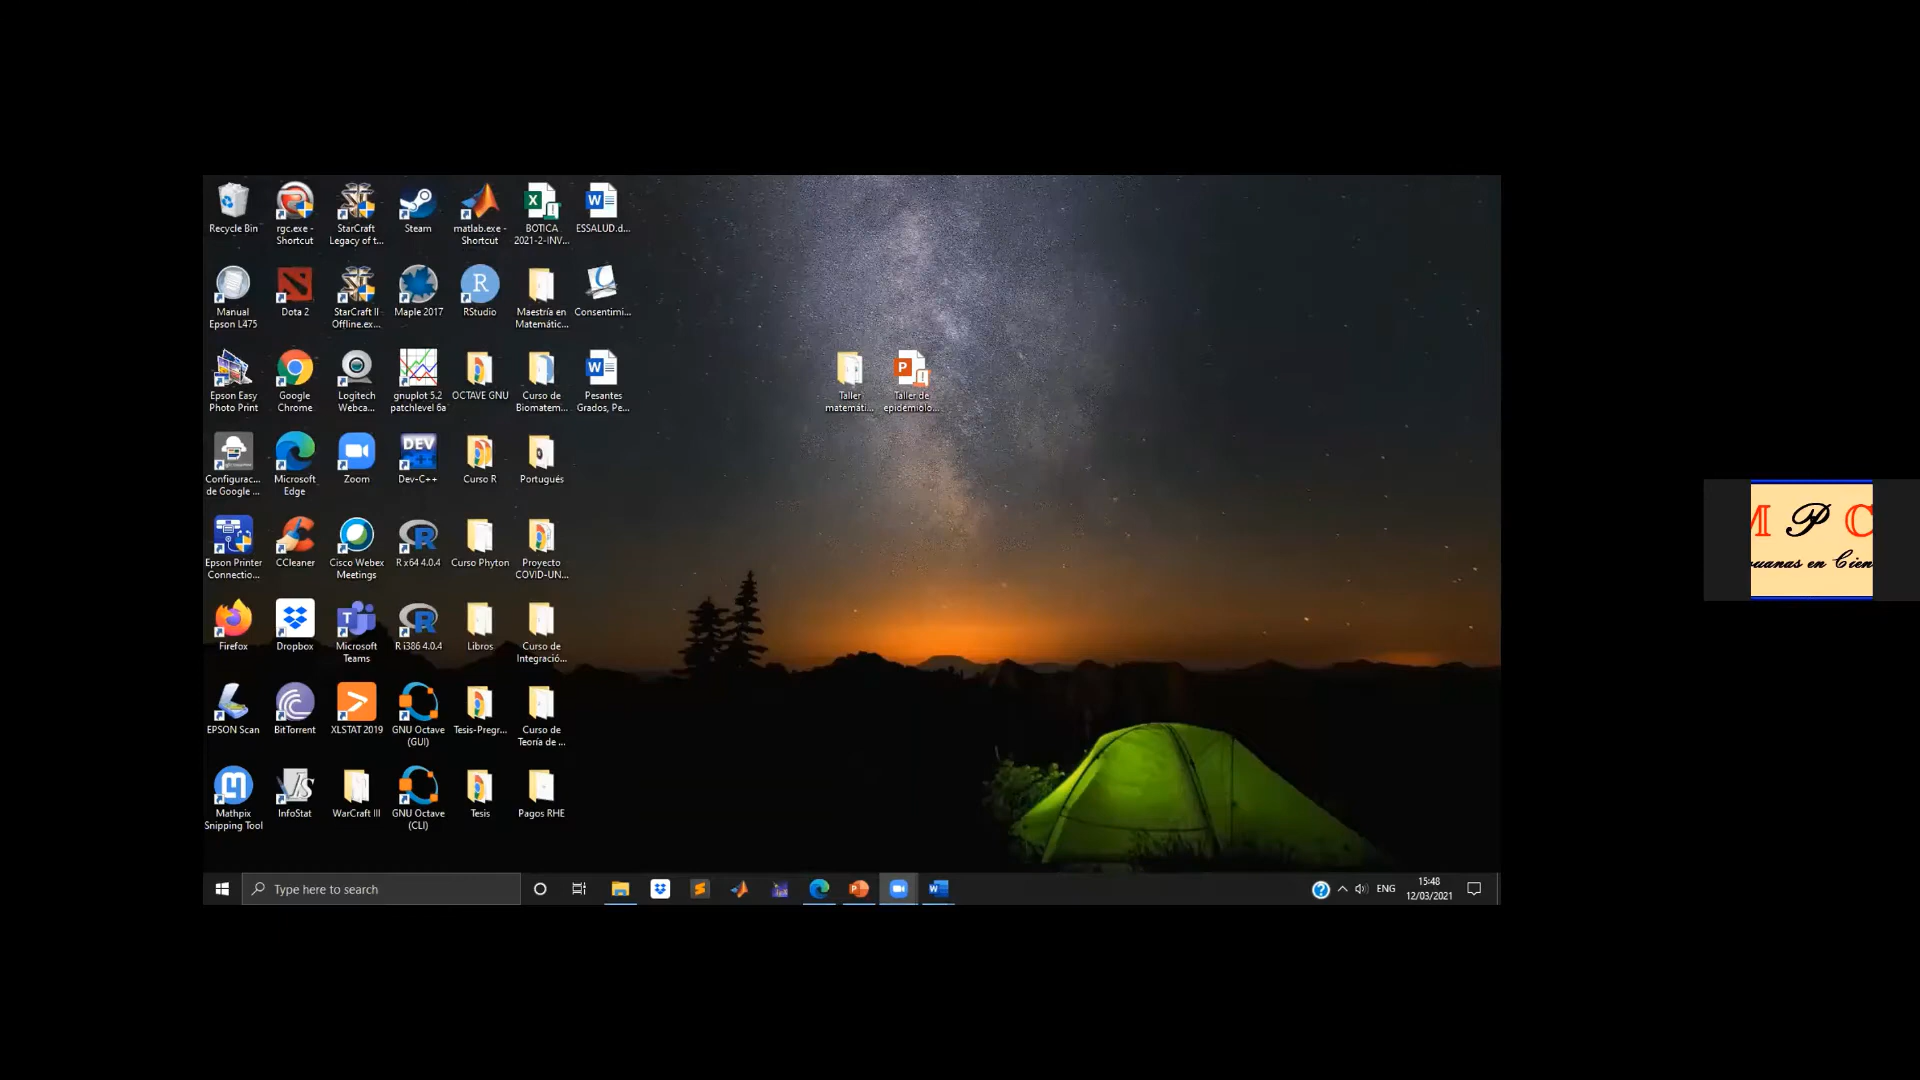 Recycle Bin
rgc.exe -
Shortcut
StarCraft
Legacy of t...
Steam
matlab.exe -
Shortcut
BOTICA
2021-2-INV...
ESSALUD.d...
Manual
Epson L475
Dota 2
StarCraft II
Offline.ex...
Maple 2017
RStudio
Maestría en
Matemátic...
Consentimi...
Epson Easy
Photo Print
Google
Chrome
Logitech
Webca...
gnuplot 5.2
patchlevel 6a
OCTAVE GNU
Curso de
Biomatem...
Pesantes
Grados, Pe...
Taller
matemáti...
Taller de
epidemiolo...
Configurac...
de Google ...
Microsoft
Edge
Zoom
DEV
Dev-C++
Curso R
Portugués
Epson Printer
Connectio...
CCleaner
Cisco Webex
Meetings
R x64 4.0.4
Curso Phyton
Proyecto
COVID-UN...
Firefox
Dropbox
Microsoft
Teams
R i386 4.0.4
Libros
Curso de
Integració...
EPSON Scan
BitTorrent
XLSTAT 2019
GNU Octave
(GUI)
Tesis-Pregr...
Curso de
Teoría de ...
Mathpix
Snipping Tool
InfoStat
WarCraft III
GNU Octave
(CLI)
Tesis
Pagos RHE
Type here to search
ENG
15:48
12/03/2021
M P C
uanas en Cien